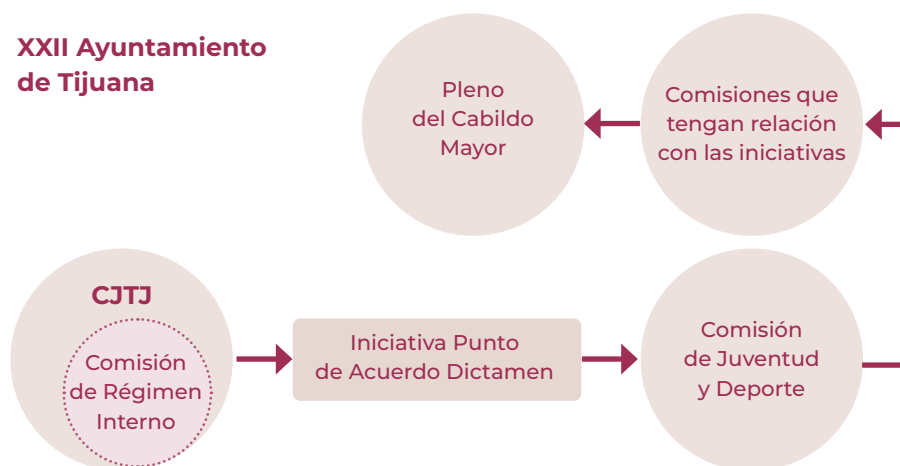 XXII Ayuntamiento
de Tijuana
Pleno
del Cabildo
Mayor
Comisiones que
tengan relación
con las iniciativas
CJTJ
Comisión
de Régimen
Interno
Iniciativa Punto
de Acuerdo Dictamen
Comisión
de Juventud
y Deporte